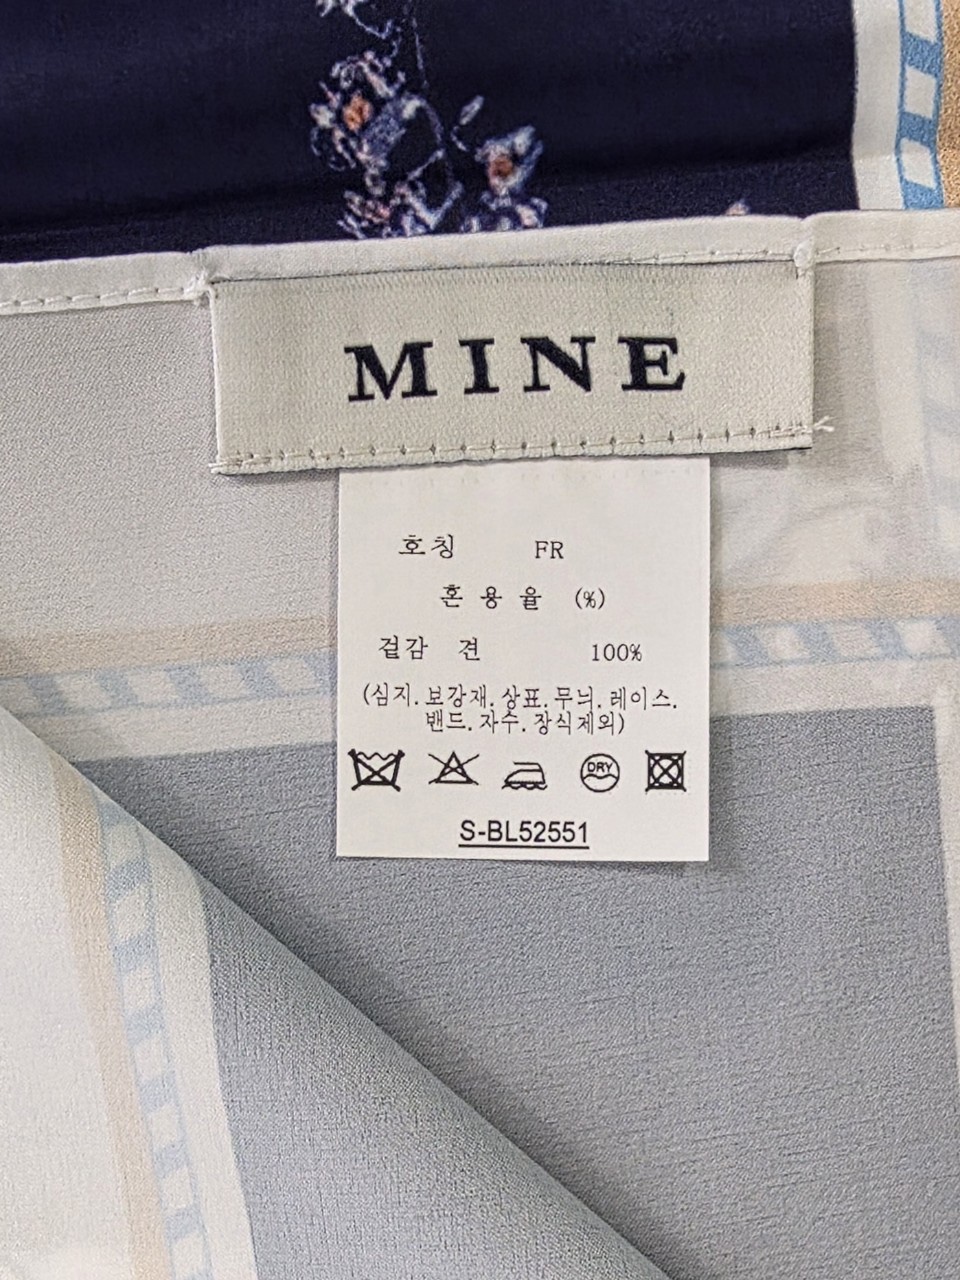 MINE
호칭 FR
혼 용 율 (%)
겉감 견 100%
(심지.보강재.상표.무늬.레이스.
밴드.자수.장식제외)
DRY
S-BL52551